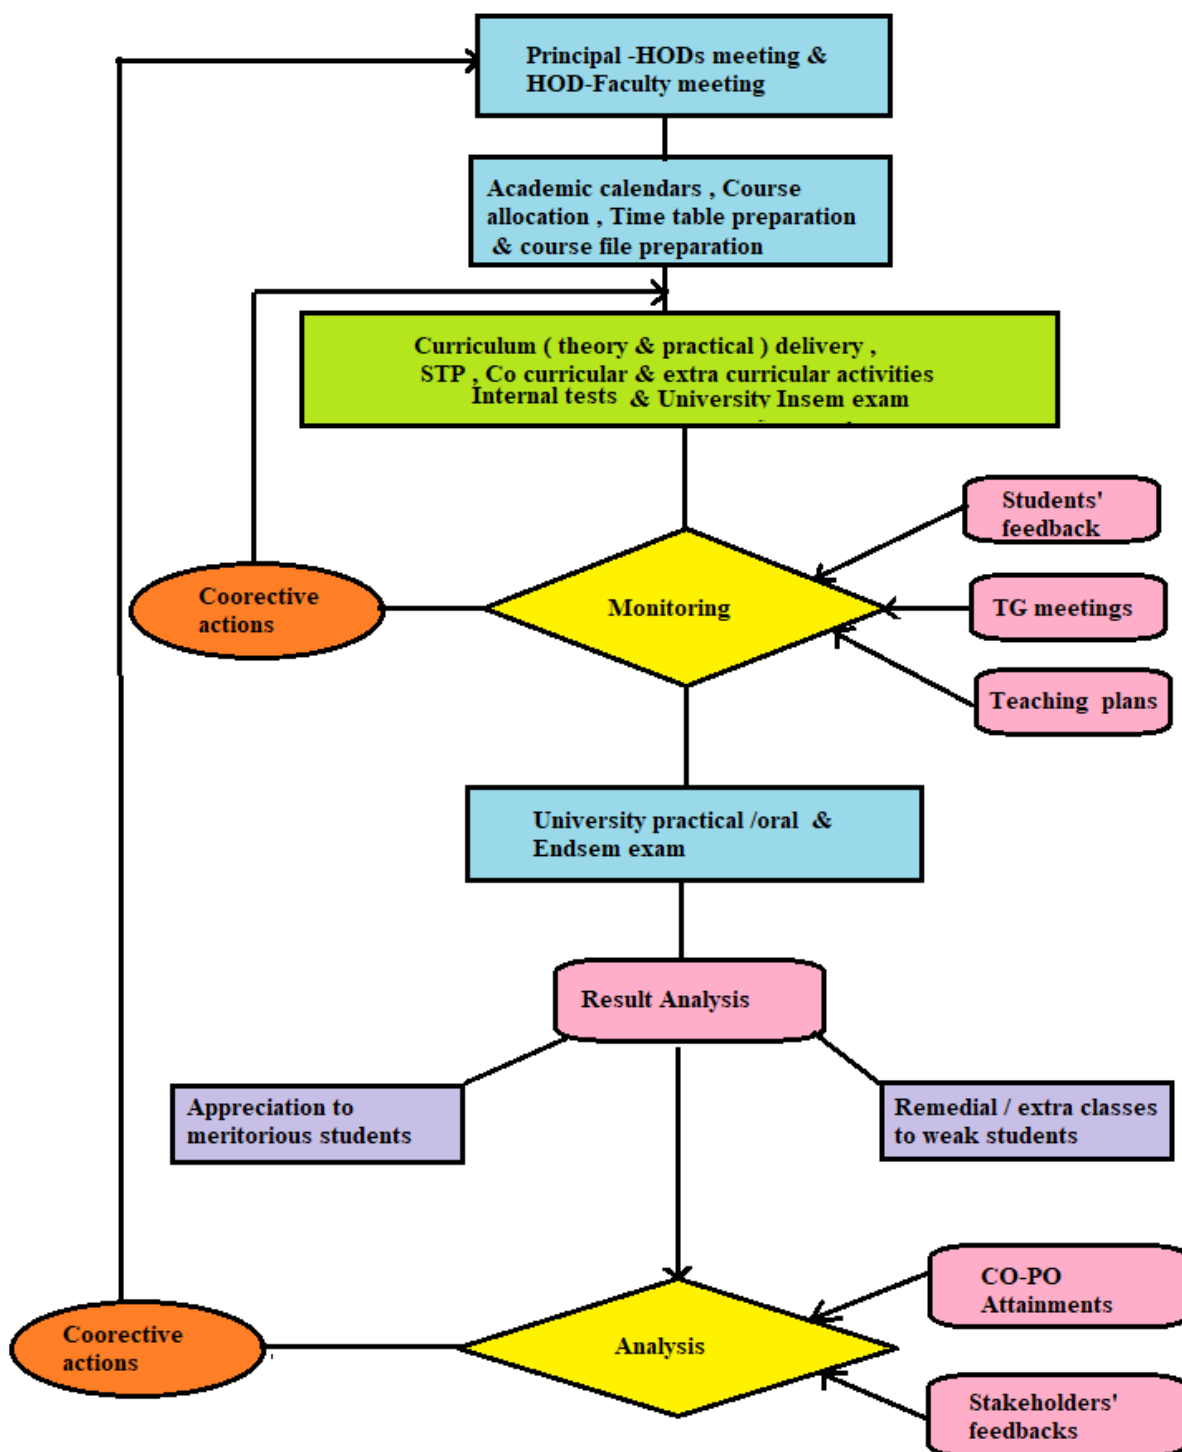 Principal -HODs meeting &
HOD-Faculty meeting
Academic calendars , Course
allocation , Time table preparation
& course file preparation
Curriculum ( theory & practical ) delivery ,
STP , Co curricular & extra curricular activities
Internal tests & University Insem exam
Students'
feedback
Coorective
actions
Monitoring
TG meetings
Teaching plans
University practical /oral &
Endsem exam
Result Analysis
Appreciation to
meritorious students
Remedial / extra classes
to weak students
CO-PO
Attainments
Coorective
actions
Analysis
Stakeholders'
feedbacks